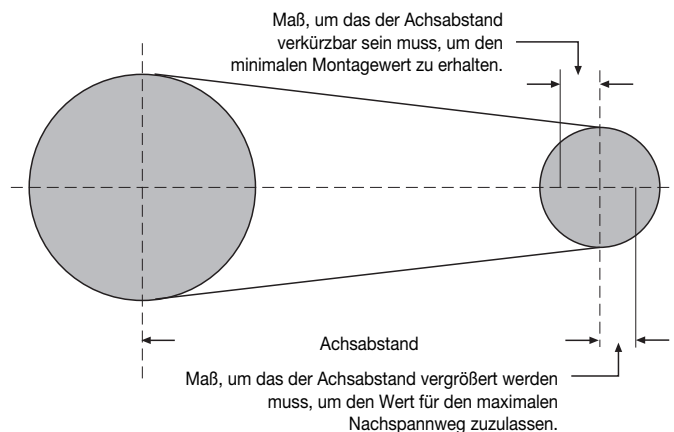 Maß, um das der Achsabstand
verkürzbar sein muss, um den
minimalen Montagewert zu erhalten.
Achsabstand
Maß, um das der Achsabstand vergrößert werden
muss, um den Wert für den maximalen
Nachspannweg zuzulassen.